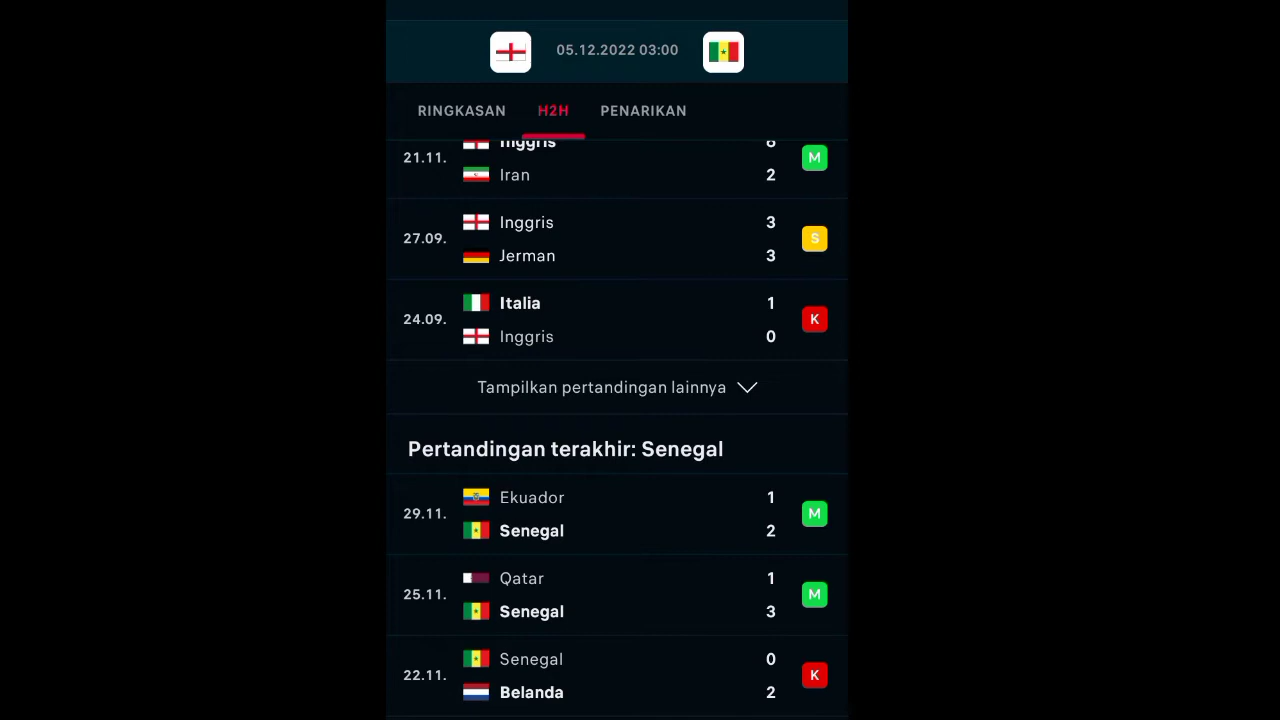 05.12.2022 03:00
RINGKASAN H2H PENARIKAN
Inggris 6
21.11. M
Iran 2
Inggris 3
27.09. S
Jerman 3
Italia 1
24.09. K
Inggris 0
Tampilkan pertandingan lainnya
Pertandingan terakhir: Senegal
Ekuador 1
29.11. M
Senegal 2
Qatar 1
25.11. M
Senegal 3
Senegal 0
22.11. K
Belanda 2